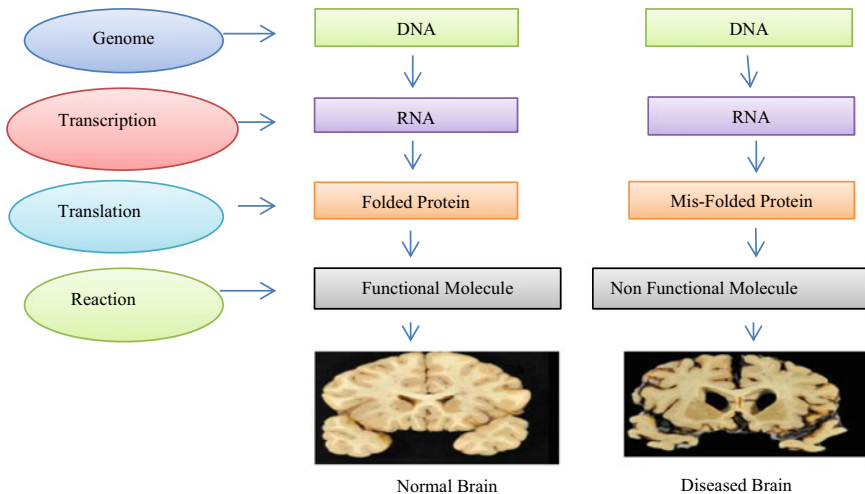 Genome
DNA
DNA
Transcription
RNA
RNA
Translation
Folded Protein
Mis-Folded Protein
Reaction
Functional Molecule
Non Functional Molecule
Normal Brain
Diseased Brain